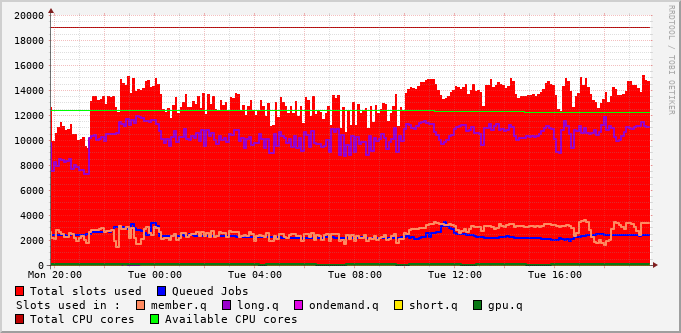 20000
18000
16000
14000
12000
10000
8000
6000
4000
2000
0
Mon 20:00 Tue 00:00 Tue 04:00 Tue 08:00 Tue 12:00 Tue 16:00
RRDTOOL / TOBI OETIKER
Total slots used Queued Jobs
Slots used in : member.q long.q ondemand.q short.q gpu.q
Total CPU cores Available CPU cores